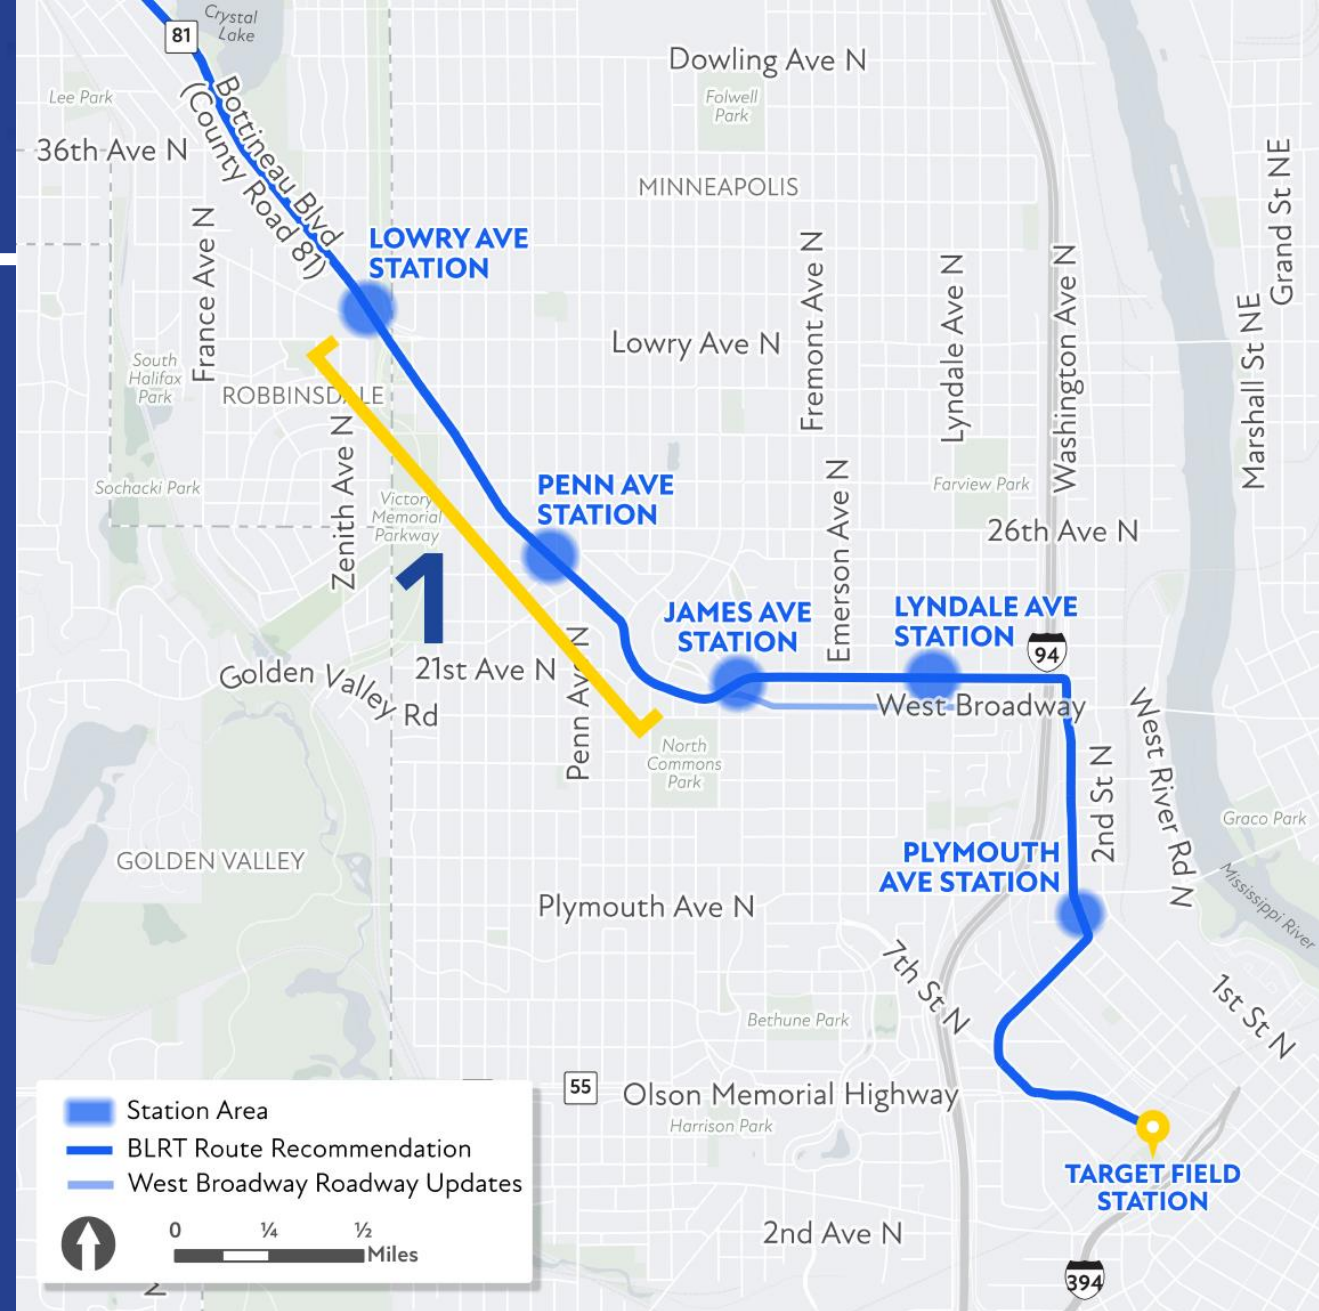 Crystal
Lake
81
Dowling Ave N
Lee Park
Folwell
Park
Bottineau Blvd
(County Road 81)
36th Ave N
MINNEAPOLIS
Grand St NE
LOWRY AVE
STATION
France Ave N
Fremont Ave N
Lyndale Ave N
Washington Ave N
Marshall St NE
Lowry Ave N
South
Halifax
Park
ROBBINSDALE
Zenith Ave N
Sochacki Park
Victory
Memorial
Parkway
PENN AVE
STATION
Farview Park
26th Ave N
Emerson Ave N
1
JAMES AVE
STATION
LYNDALE AVE
STATION
94
Golden Valley Rd
21st Ave N
Penn Ave N
West Broadway
West River Rd N
North
Commons
Park
2nd St N
Graco Park
GOLDEN VALLEY
PLYMOUTH
AVE STATION
Mississippi River
Plymouth Ave N
7th St N
1st St N
Bethune Park
55
Olson Memorial Highway
Harrison Park
TARGET FIELD
STATION
2nd Ave N
394
Station Area
BLRT Route Recommendation
West Broadway Roadway Updates
0 ¼ ½
Miles
N